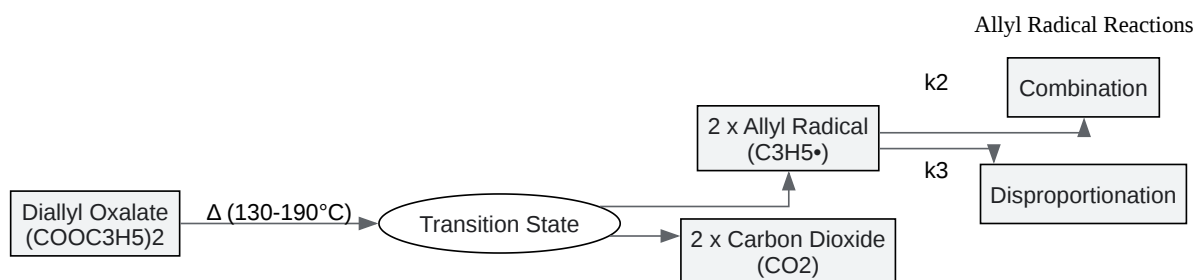 Allyl Radical Reactions
k2
Combination
2 x Allyl Radical
(C3H5•)
k3
Disproportionation
Diallyl Oxalate
(COOC3H5)2
Δ (130-190°C)
Transition State
2 x Carbon Dioxide
(CO2)